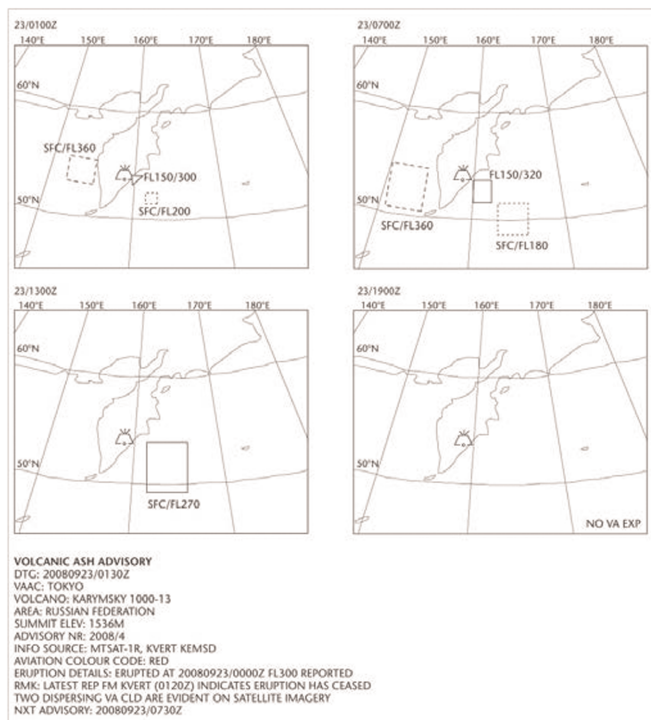 23/0100Z
140°E 150°E 160°E 170°E 180°E
60°N
SFC/FL360
FL150/300
50°N
SFC/FL200
23/0700Z
140°E 150°E 160°E 170°E 180°E
60°N
FL150/320
50°N
SFC/FL360
SFC/FL180
23/1300Z
140°E 150°E 160°E 170°E 180°E
60°N
50°N
SFC/FL270
23/1900Z
140°E 150°E 160°E 170°E 180°E
60°N
50°N
NO VA EXP
VOLCANIC ASH ADVISORY
DTG: 20080923/0130Z
VAAC: TOKYO
VOLCANO: KARYMSKY 1000-13
AREA: RUSSIAN FEDERATION
SUMMIT ELEV: 1536M
ADVISORY NR: 2008/4
INFO SOURCE: MTSAT-1R, KVERT KEMSD
AVIATION COLOUR CODE: RED
ERUPTION DETAILS: ERUPTED AT 20080923/0000Z FL300 REPORTED
RMK: LATEST REP FM KVERT (0120Z) INDICATES ERUPTION HAS CEASED
TWO DISPERSING VA CLD ARE EVIDENT ON SATELLITE IMAGERY
NXT ADVISORY: 20080923/0730Z